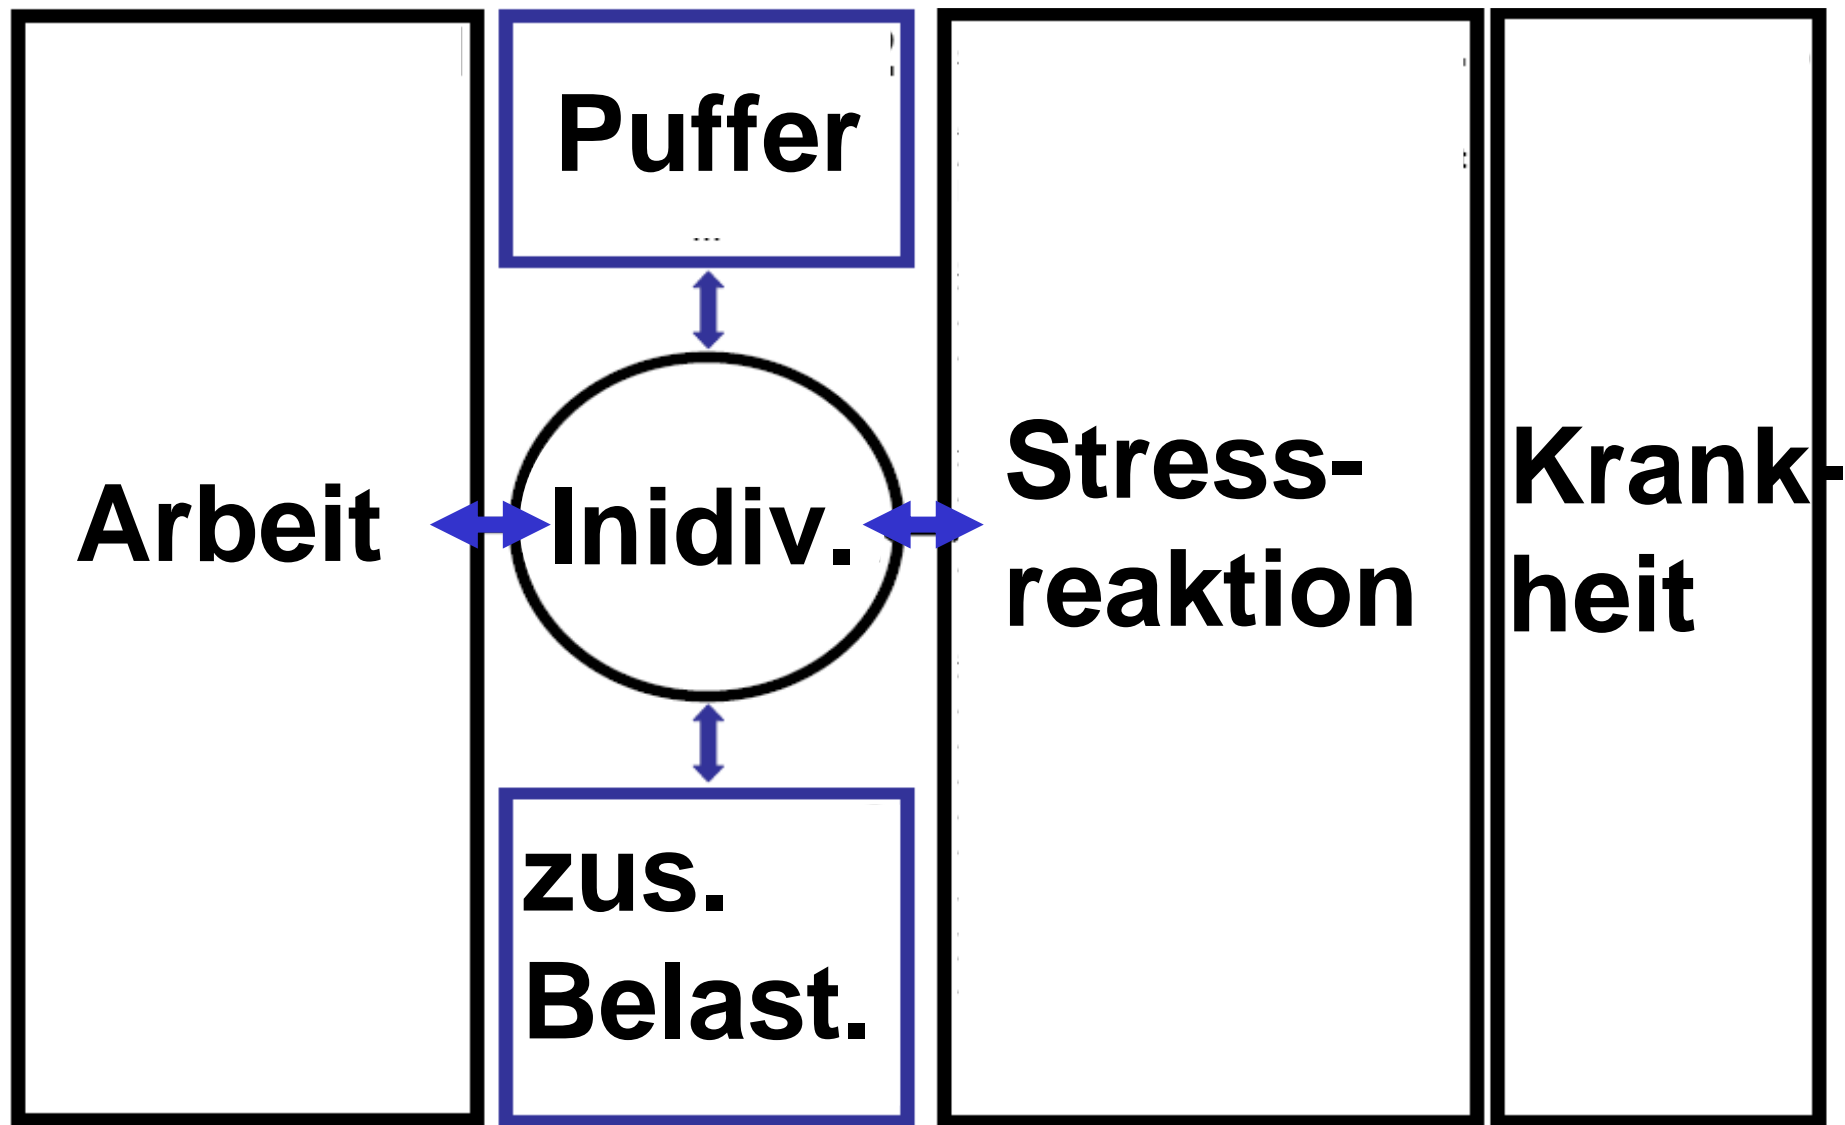 Puffer
...
Arbeit
Inidiv.
Stress-
reaktion
Krank-
heit
zus.
Belast.